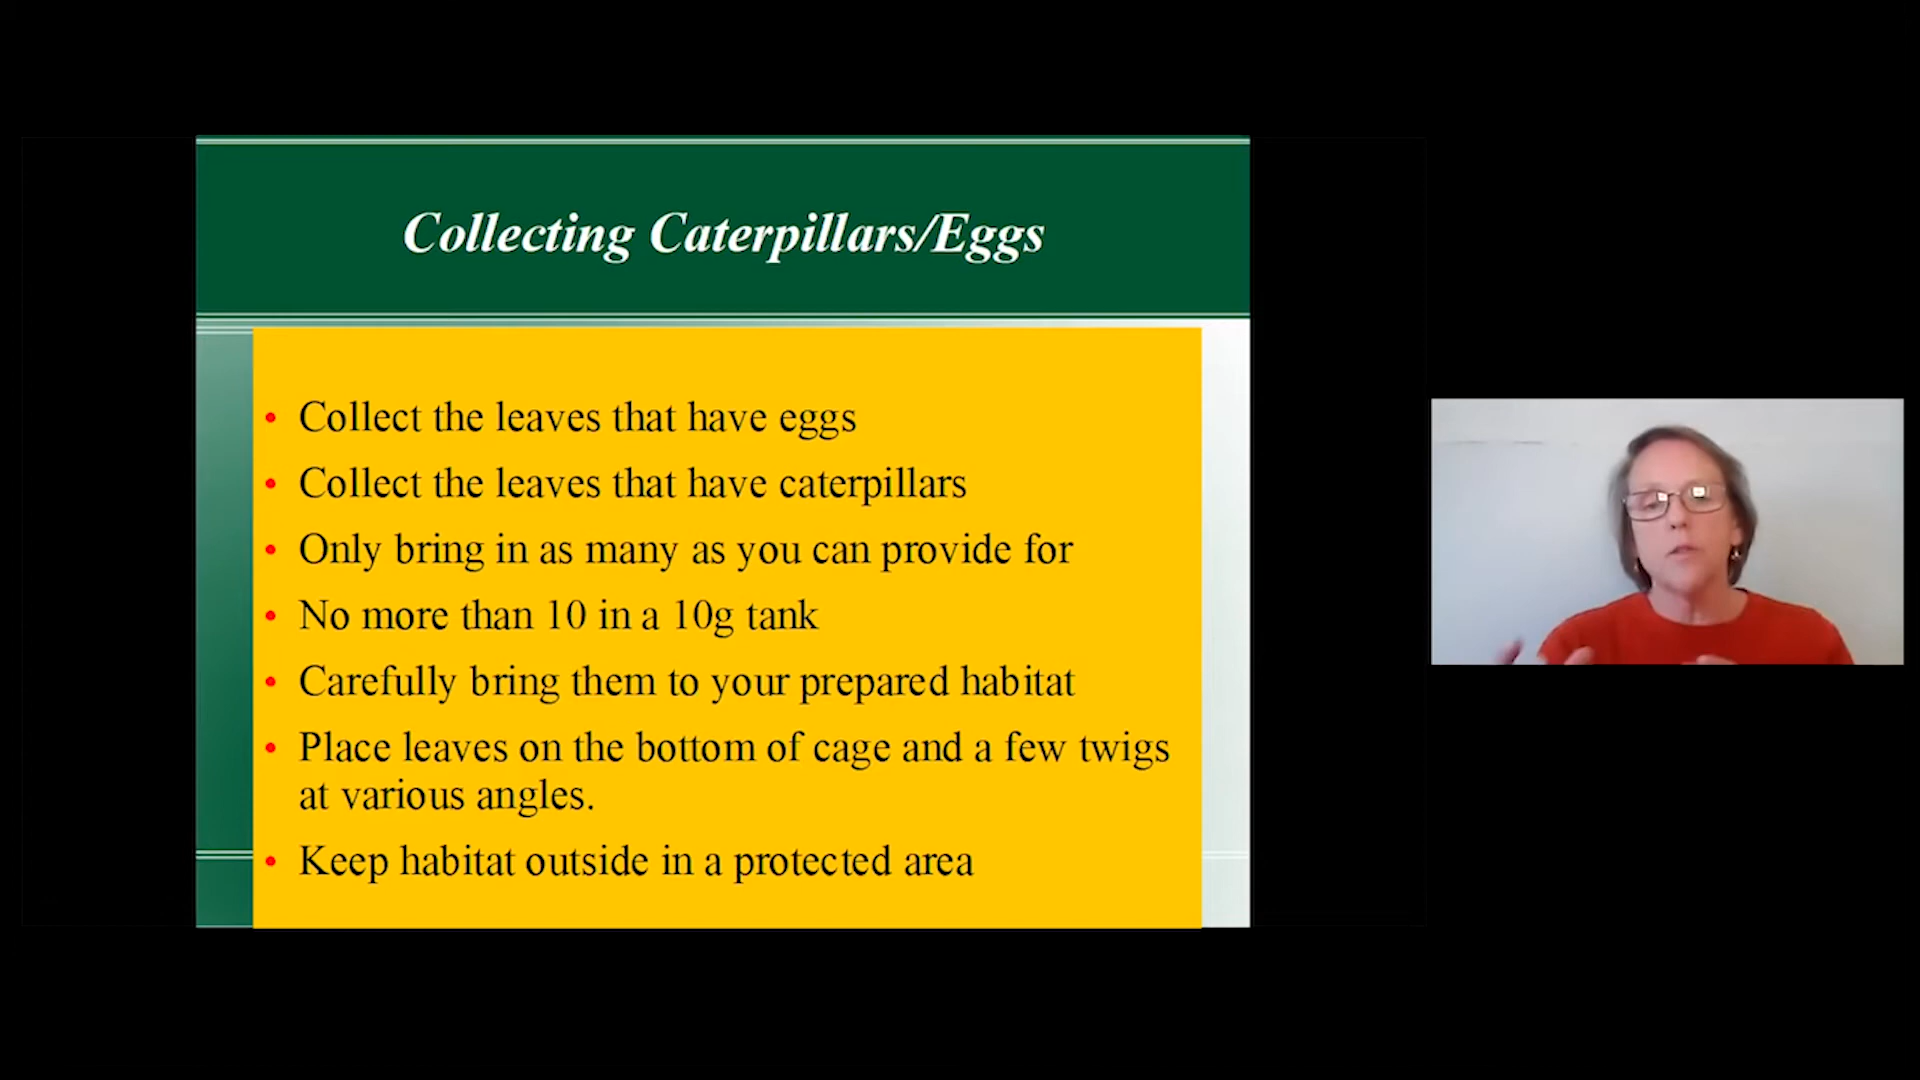 Collecting Caterpillars/Eggs
• Collect the leaves that have eggs
• Collect the leaves that have caterpillars
• Only bring in as many as you can provide for
• No more than 10 in a 10g tank
• Carefully bring them to your prepared habitat
• Place leaves on the bottom of cage and a few twigs
at various angles.
• Keep habitat outside in a protected area